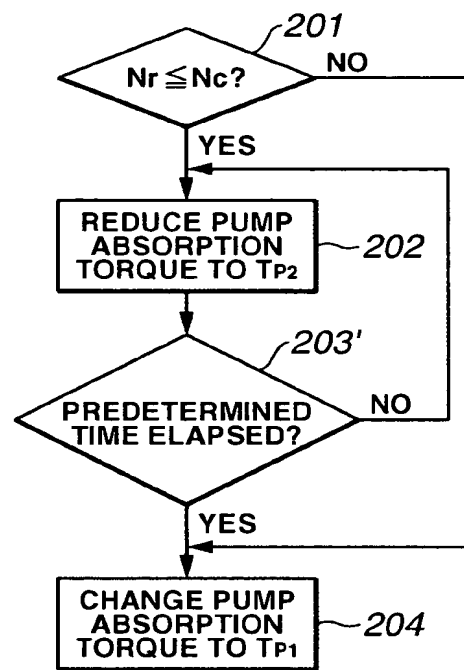 201
Nr ≦ Nc?
NO
YES
REDUCE PUMP
ABSORPTION
TORQUE TO TP2
202
203'
PREDETERMINED
TIME ELAPSED?
NO
YES
CHANGE PUMP
ABSORPTION
TORQUE TO TP1
204